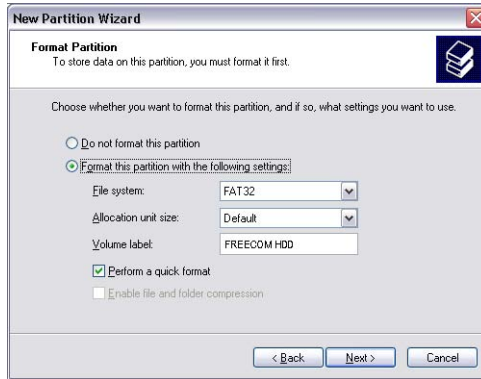 New Partition Wizard
Format Partition
To store data on this partition, you must format it first.
Choose whether you want to format this partition, and if so, what settings you want to use.
Do not format this partition
Format this partition with the following settings:
File system: FAT32
Allocation unit size: Default
Volume label: FREECOM HDD
Perform a quick format
Enable file and folder compression
< Back Next > Cancel